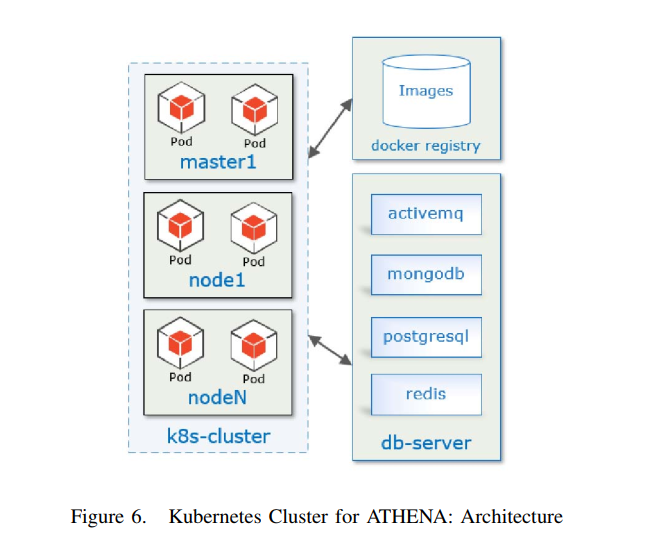 Pod
Pod
master1
Pod
Pod
node1
Pod
Pod
nodeN
k8s-cluster
Images
docker registry
activemq
mongodb
postgresql
redis
db-server
Figure 6. Kubernetes Cluster for ATHENA: Architecture